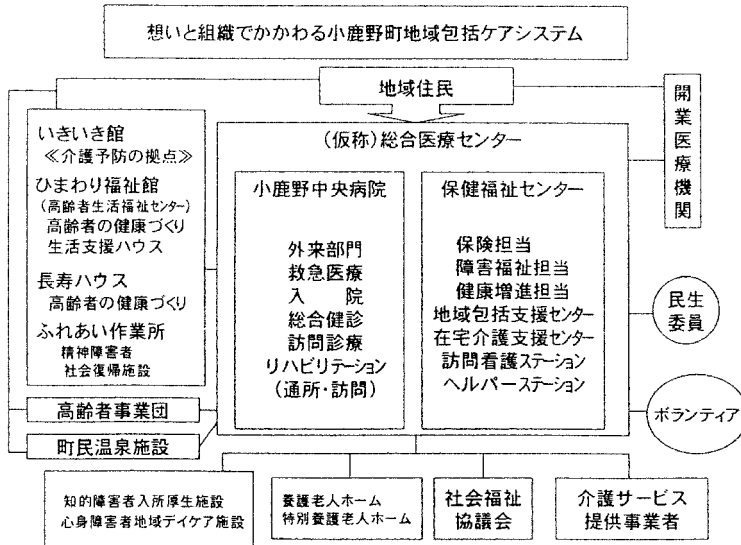 想いと組織でかかわる小鹿野町地域包括ケアシステム
地域住民
開業医療機関
いきいき館
≪介護予防の拠点≫
ひまわり福祉館
(高齢者生活福祉センター)
高齢者の健康づくり
生活支援ハウス
長寿ハウス
高齢者の健康づくり
ふれあい作業所
精神障害者
社会復帰施設
(仮称)総合医療センター
小鹿野中央病院
外来部門
救急医療
入 院
総合健診
訪問診療
リハビリテーション
(通所・訪問)
保健福祉センター
保険担当
障害福祉担当
健康増進担当
地域包括支援センター
在宅介護支援センター
訪問看護ステーション
ヘルパーステーション
民生
委員
ボランティア
高齢者事業団
町民温泉施設
知的障害者入所厚生施設
心身障害者地域デイケア施設
養護老人ホーム
特別養護老人ホーム
社会福祉
協議会
介護サービス
提供事業者